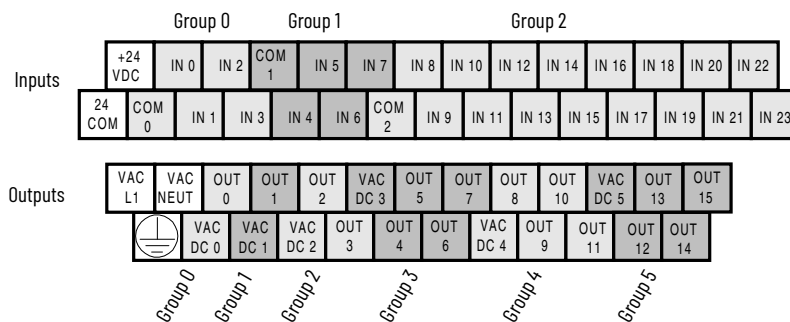 Group 0 Group 1 Group 2
Inputs
+24 VDC IN 0 IN 2 COM 1 IN 5 IN 7 IN 8 IN 10 IN 12 IN 14 IN 16 IN 18 IN 20 IN 22
24 COM COM 0 IN 1 IN 3 IN 4 IN 6 COM 2 IN 9 IN 11 IN 13 IN 15 IN 17 IN 19 IN 21 IN 23
Outputs
VAC L1 VAC NEUT OUT 0 OUT 1 OUT 2 VAC DC 3 OUT 5 OUT 7 OUT 8 OUT 10 VAC DC 5 OUT 13 OUT 15
VAC DC 0 VAC DC 1 VAC DC 2 OUT 3 OUT 4 OUT 6 VAC DC 4 OUT 9 OUT 11 OUT 12 OUT 14
Group 0 Group 1 Group 2 Group 3 Group 4 Group 5